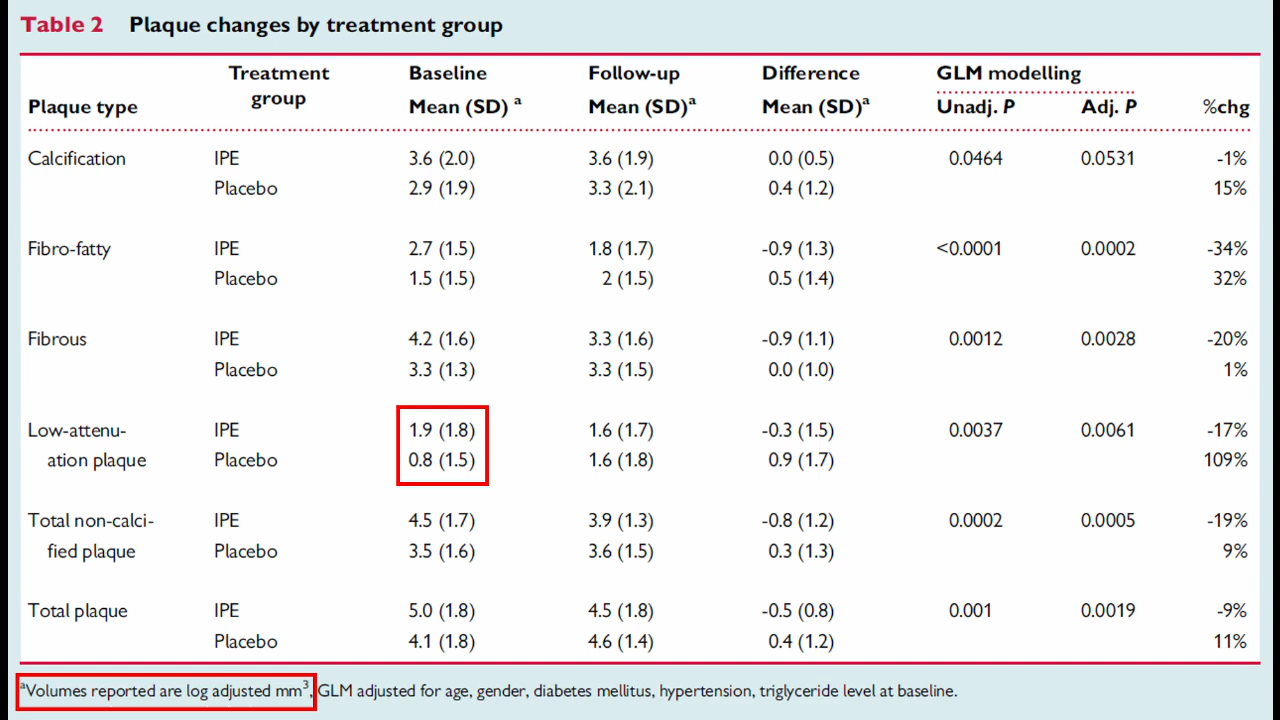 Table 2 Plaque changes by treatment group
Plaque type Treatment group Baseline Mean (SD) a Follow-up Mean (SD)a Difference Mean (SD)a GLM modelling Unadj. P Adj. P %chg
Calcification IPE 3.6 (2.0) 3.6 (1.9) 0.0 (0.5) 0.0464 0.0531 -1%
Placebo 2.9 (1.9) 3.3 (2.1) 0.4 (1.2) 15%
Fibro-fatty IPE 2.7 (1.5) 1.8 (1.7) -0.9 (1.3) <0.0001 0.0002 -34%
Placebo 1.5 (1.5) 2 (1.5) 0.5 (1.4) 32%
Fibrous IPE 4.2 (1.6) 3.3 (1.6) -0.9 (1.1) 0.0012 0.0028 -20%
Placebo 3.3 (1.3) 3.3 (1.5) 0.0 (1.0) 1%
Low-attenu- IPE 1.9 (1.8) 1.6 (1.7) -0.3 (1.5) 0.0037 0.0061 -17%
ation plaque Placebo 0.8 (1.5) 1.6 (1.8) 0.9 (1.7) 109%
Total non-calci- IPE 4.5 (1.7) 3.9 (1.3) -0.8 (1.2) 0.0002 0.0005 -19%
fied plaque Placebo 3.5 (1.6) 3.6 (1.5) 0.3 (1.3) 9%
Total plaque IPE 5.0 (1.8) 4.5 (1.8) -0.5 (0.8) 0.001 0.0019 -9%
Placebo 4.1 (1.8) 4.6 (1.4) 0.4 (1.2) 11%
aVolumes reported are log adjusted mm3, GLM adjusted for age, gender, diabetes mellitus, hypertension, triglyceride level at baseline.